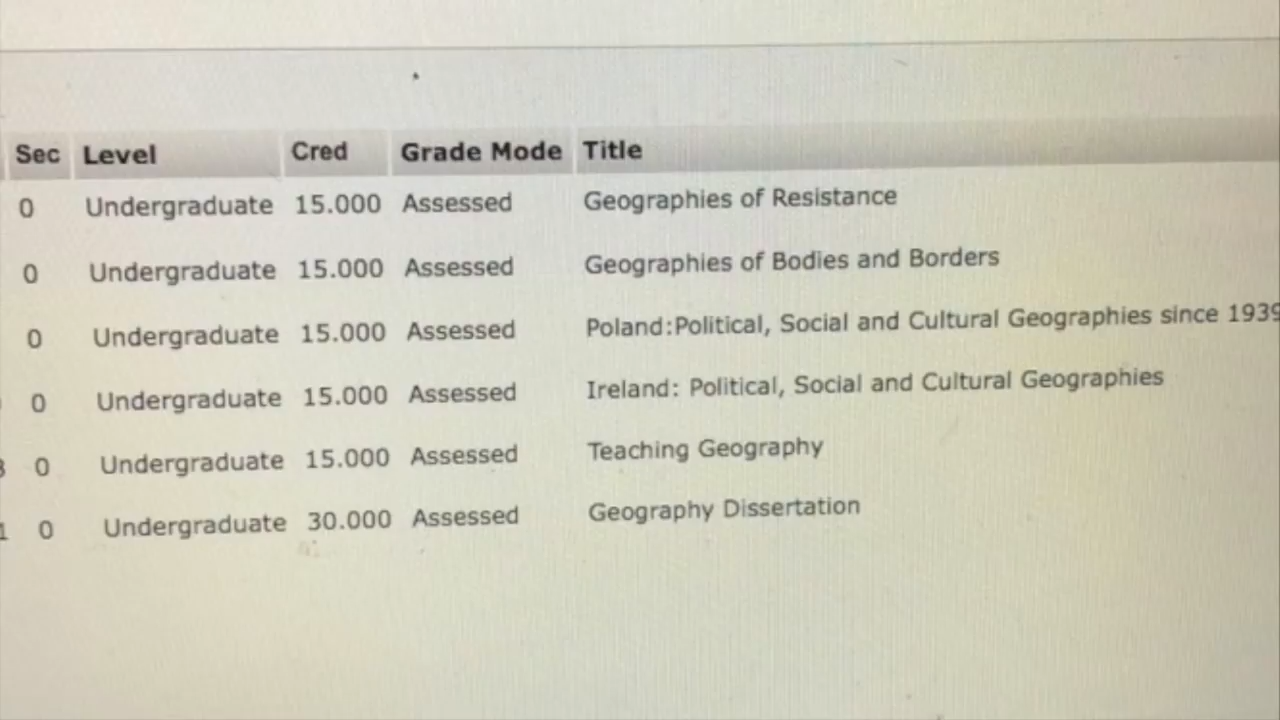 Sec Level Cred Grade Mode Title
0 Undergraduate 15.000 Assessed Geographies of Resistance
0 Undergraduate 15.000 Assessed Geographies of Bodies and Borders
0 Undergraduate 15.000 Assessed Poland:Political, Social and Cultural Geographies since 1939
0 Undergraduate 15.000 Assessed Ireland: Political, Social and Cultural Geographies
0 Undergraduate 15.000 Assessed Teaching Geography
1 0 Undergraduate 30.000 Assessed Geography Dissertation